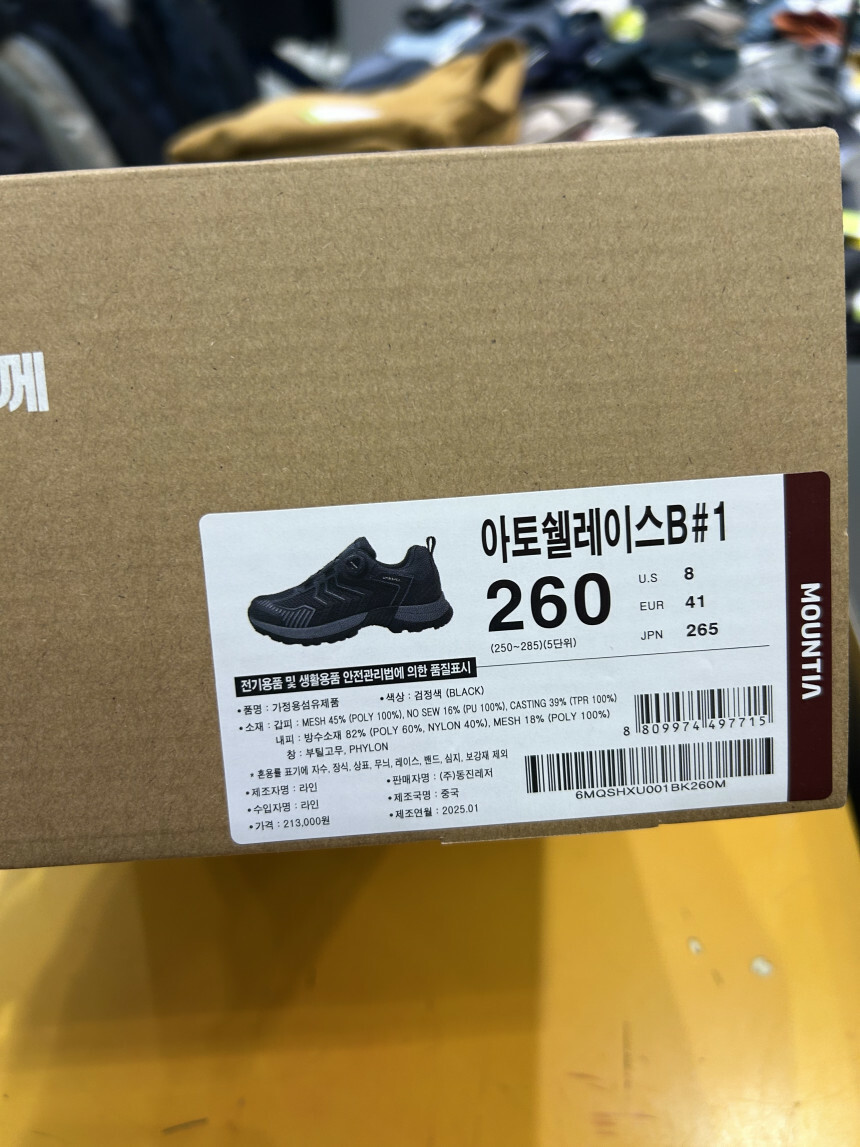 께
아토쉘레이스B#1
260
(250~285)(5단위)
U.S 8
EUR 41
JPN 265
MOUNTIA
전기용품 및 생활용품 안전관리법에 의한 품질표시
• 품명 : 가정용섬유제품
• 색상 : 검정색 (BLACK)
• 소재 : 갑피 : MESH 45% (POLY 100%), NO SEW 16% (PU 100%), CASTING 39% (TPR 100%)
내피 : 방수소재 82% (POLY 60%, NYLON 40%), MESH 18% (POLY 100%)
창 : 부틸고무, PHYLON
* 혼용률 표기에 자수, 장식, 상표, 무늬, 레이스, 밴드, 심지, 보강재 제외
• 제조자명 : 라인
• 판매자명 : (주)동진레저
• 수입자명 : 라인
• 제조국명 : 중국
• 가격 : 213,000원
• 제조연월 : 2025.01
8 809974 497715
6MQSHXU001BK260M